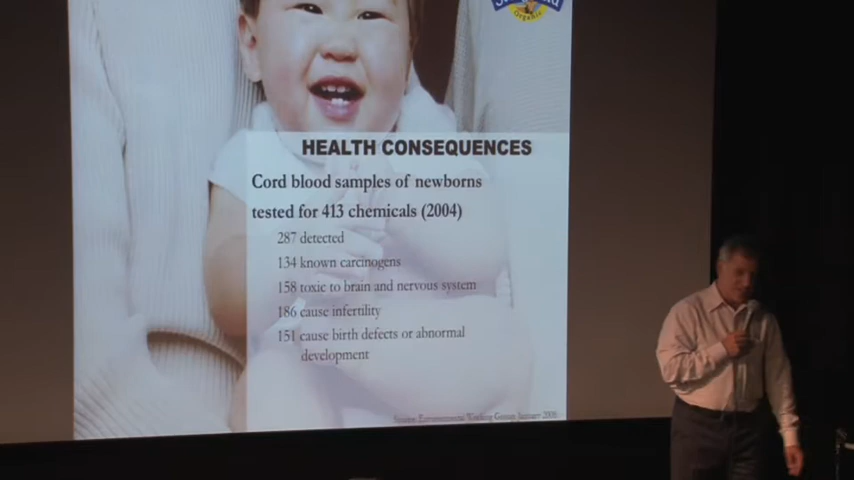 Organic
HEALTH CONSEQUENCES
Cord blood samples of newborns
tested for 413 chemicals (2004)
287 detected
134 known carcinogens
158 toxic to brain and nervous system
186 cause infertility
151 cause birth defects or abnormal
development
Source: Environmental Working Group, January 2006